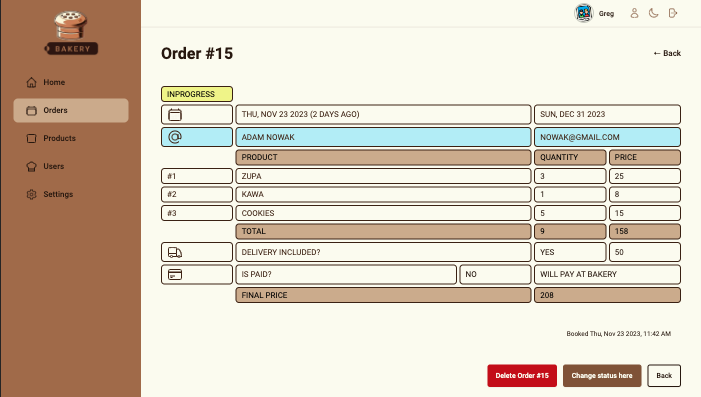 BAKERY
Greg
Home
Orders
Products
Users
Settings
Order #15
← Back
INPROGRESS
THU, NOV 23 2023 (2 DAYS AGO) SUN, DEC 31 2023
ADAM NOWAK NOWAK@GMAIL.COM
PRODUCT QUANTITY PRICE
#1 ZUPA 3 25
#2 KAWA 1 8
#3 COOKIES 5 15
TOTAL 9 158
DELIVERY INCLUDED? YES 50
IS PAID? NO WILL PAY AT BAKERY
FINAL PRICE 208
Booked Thu, Nov 23 2023, 11:42 AM
Delete Order #15 Change status here Back